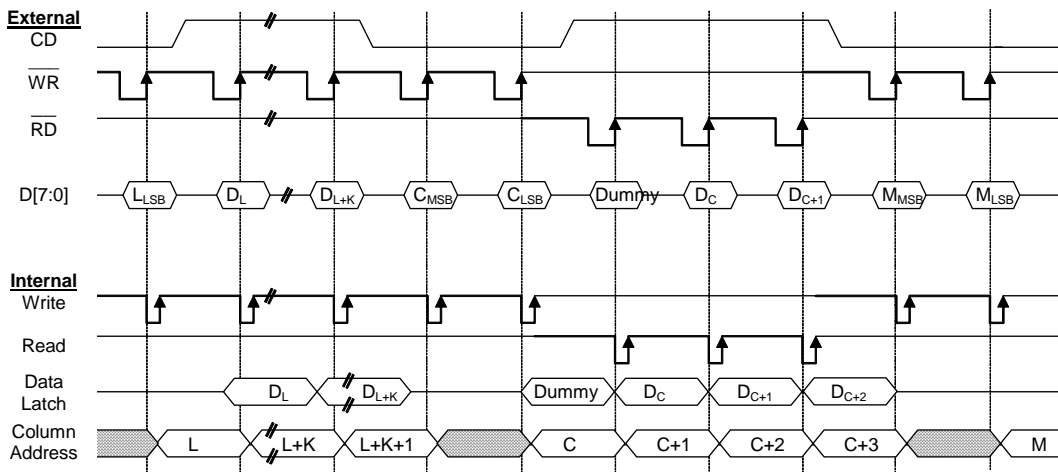 External
CD
WR
RD
D[7:0] LLSB DL DL+K CMSB CLSB Dummy DC DC+1 MMSB MLSB
Internal
Write
Read
Data
Latch DL DL+K Dummy DC DC+1 DC+2
Column
Address L L+K L+K+1 C C+1 C+2 C+3 M